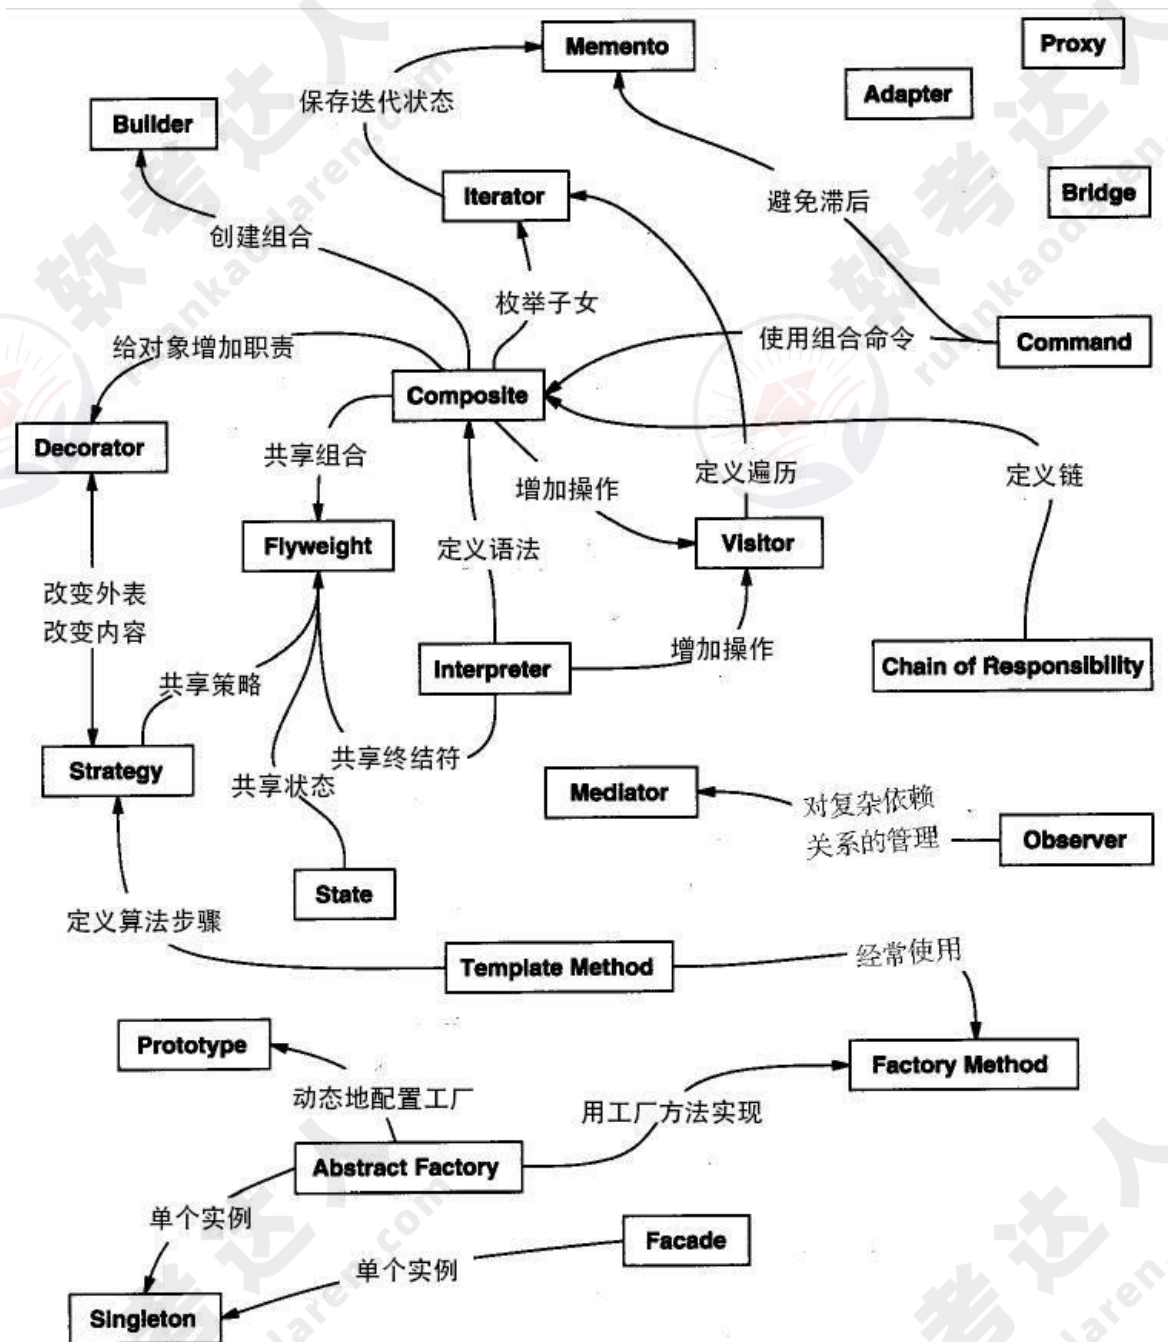 Memento
Proxy
Adapter
保存迭代状态
Builder
Iterator
Bridge
避免滞后
创建组合
枚举子女
给对象增加职责
使用组合命令
Command
Composite
Decorator
共享组合
增加操作
定义遍历
定义链
Flyweight
定义语法
Visitor
改变外表
改变内容
共享策略
Interpreter
增加操作
Chain of Responsibility
Strategy
共享状态
共享终结符
Mediator
对复杂依赖
关系的管理
Observer
State
定义算法步骤
Template Method
经常使用
Prototype
Factory Method
动态地配置工厂
用工厂方法实现
Abstract Factory
单个实例
Facade
单个实例
Singleton
软考达人
ruankaodaren.com